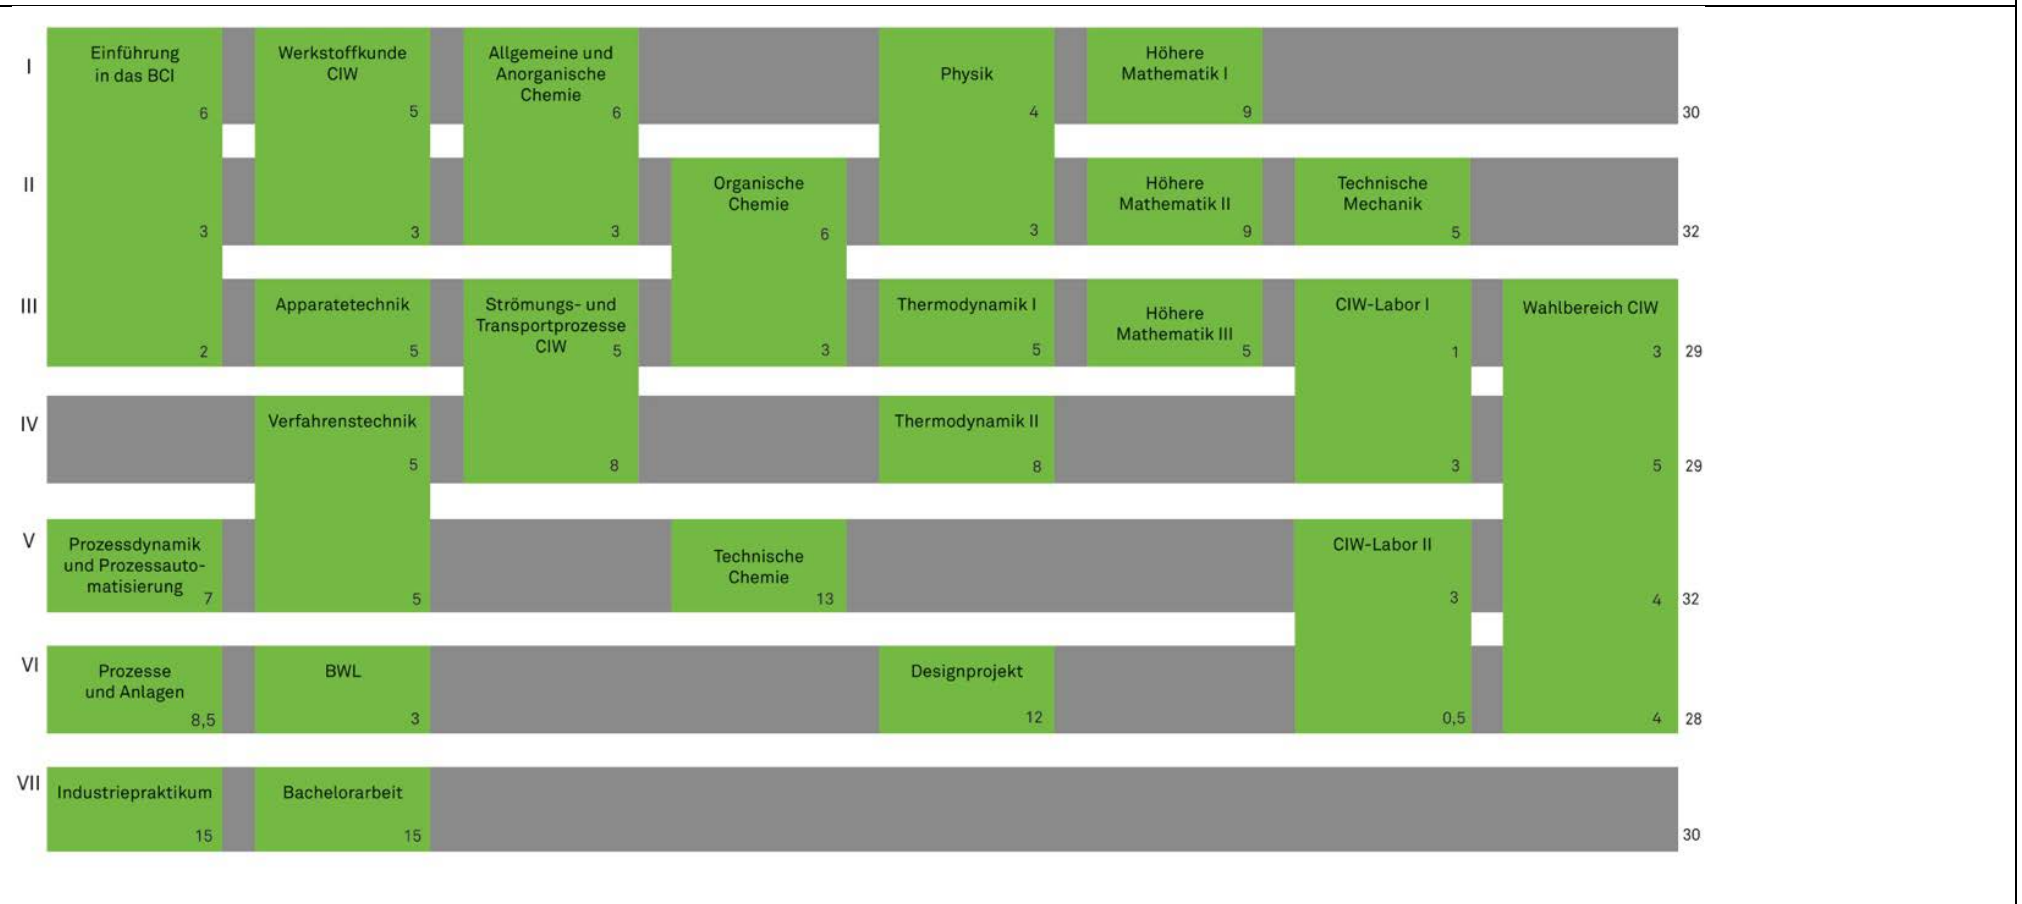 I
Einführung
in das BCI
6
Werkstoffkunde
CIW
5
Allgemeine und
Anorganische
Chemie
6
Physik
4
Höhere
Mathematik I
9
30
II
3
3
3
Organische
Chemie
6
3
Höhere
Mathematik II
9
Technische
Mechanik
5
32
III
2
Apparatetechnik
5
Strömungs- und
Transportprozesse
CIW
5
3
Thermodynamik I
5
Höhere
Mathematik III
5
CIW-Labor I
1
Wahlbereich CIW
3
29
IV
Verfahrenstechnik
5
8
Thermodynamik II
8
3
5
29
V
Prozessdynamik
und Prozessauto-
matisierung
7
5
Technische
Chemie
13
CIW-Labor II
3
4
32
VI
Prozesse
und Anlagen
8,5
BWL
3
Designprojekt
12
0,5
4
28
VII
Industriepraktikum
15
Bachelorarbeit
15
30